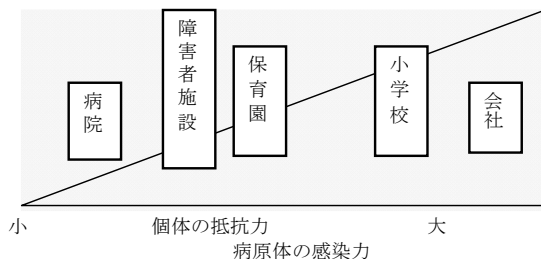 病院
障害者施設
保育園
小学校
会社
小 個体の抵抗力 大
病原体の感染力